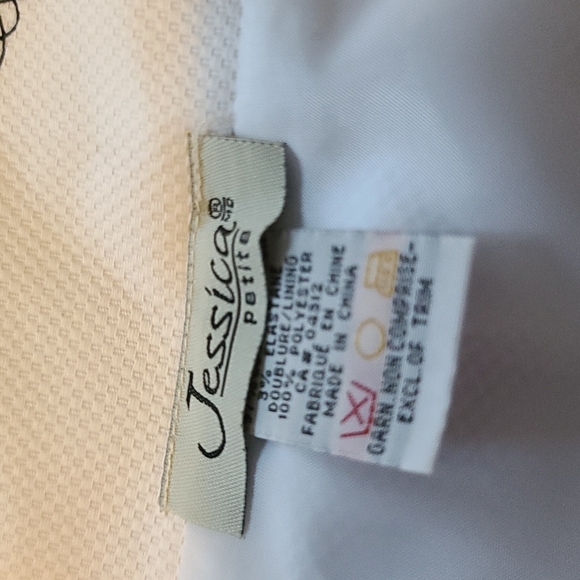 Jessica
Petite
3% ELASTANE
DOUBLURE/LINING
100% POLYESTER
CA# 04312
FABRIQUÉ EN CHINE
MADE IN CHINA
GARN. NON COMPRISE-
EXCL. OF TRIM